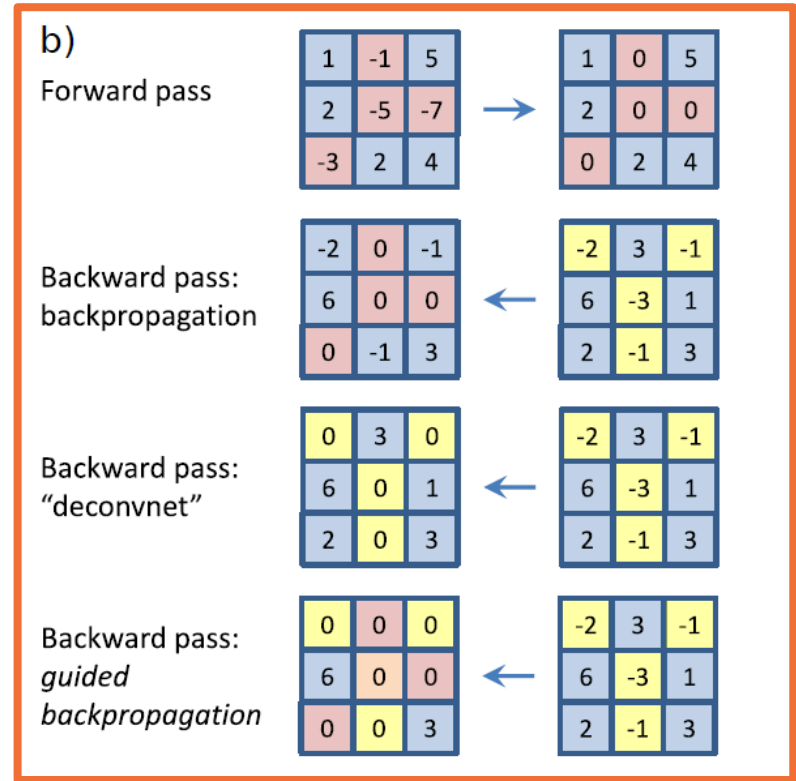 b)
Forward pass
1 -1 5 1 0 5
2 -5 -7 2 0 0
-3 2 4 0 2 4
Backward pass:
backpropagation
-2 0 -1 -2 3 -1
6 0 0 6 -3 1
0 -1 3 2 -1 3
Backward pass:
“deconvnet”
0 3 0 -2 3 -1
6 0 1 6 -3 1
2 0 3 2 -1 3
Backward pass:
guided
backpropagation
0 0 0 -2 3 -1
6 0 0 6 -3 1
0 0 3 2 -1 3